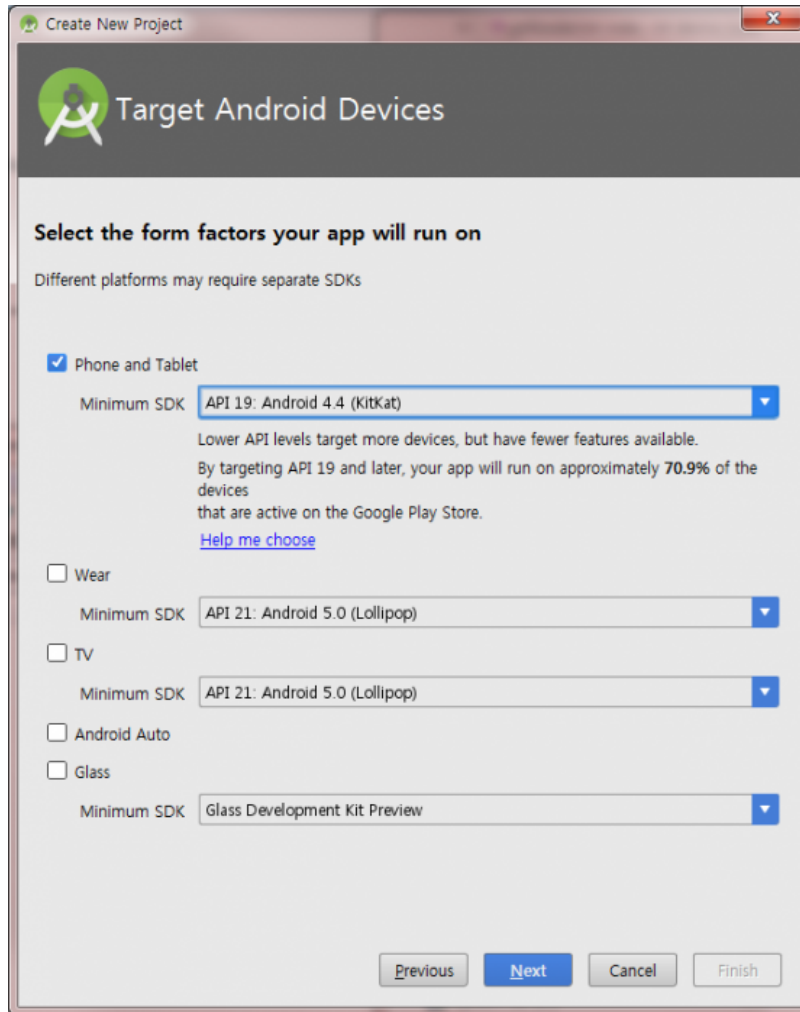 Create New Project
Target Android Devices
Select the form factors your app will run on
Different platforms may require separate SDKs
Phone and Tablet
Minimum SDK API 19: Android 4.4 (KitKat)
Lower API levels target more devices, but have fewer features available.
By targeting API 19 and later, your app will run on approximately 70.9% of the
devices
that are active on the Google Play Store.
Help me choose
Wear
Minimum SDK API 21: Android 5.0 (Lollipop)
TV
Minimum SDK API 21: Android 5.0 (Lollipop)
Android Auto
Glass
Minimum SDK Glass Development Kit Preview
Previous Next Cancel Finish